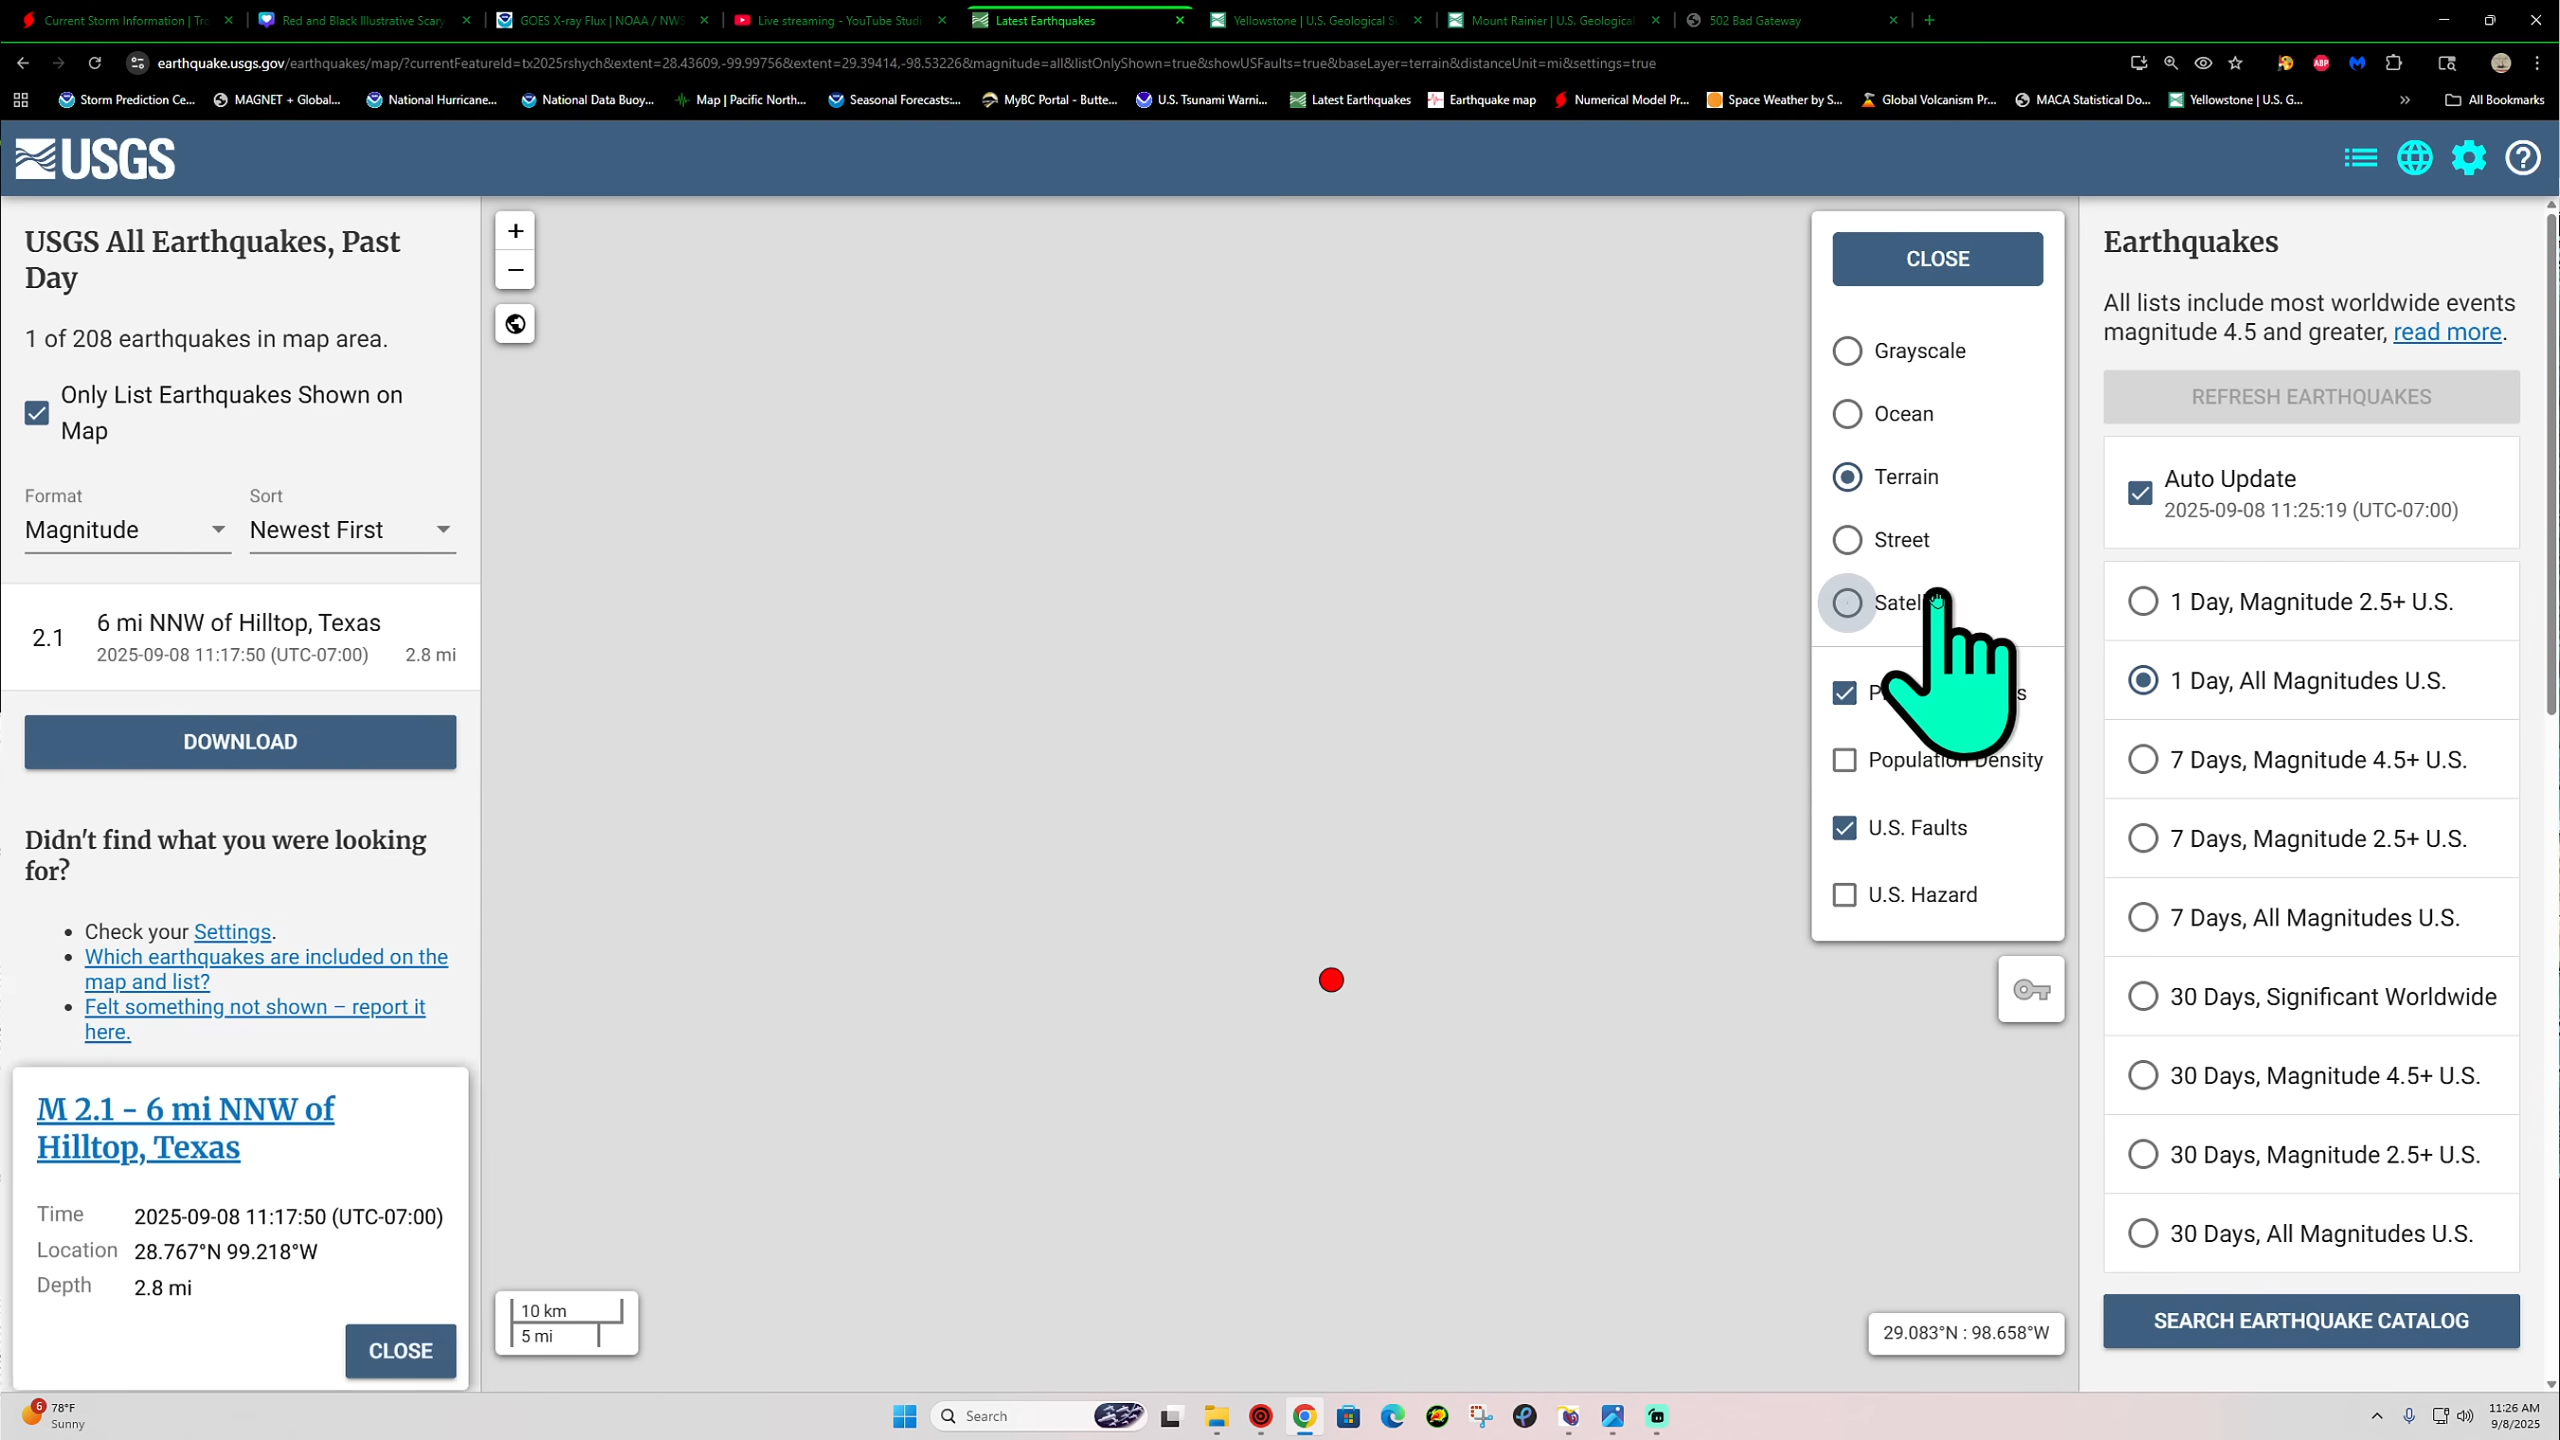 Current Storm Information | Tro
Red and Black Illustrative Scary
GOES X-ray Flux | NOAA / NWS
Live streaming - YouTube Studi
Latest Earthquakes
Yellowstone | U.S. Geological Su
Mount Rainier | U.S. Geological
502 Bad Gateway
earthquake.usgs.gov/earthquakes/map/?currentFeatureId=tx2025rshych&extent=28.43609,-99.99756&extent=29.39414,-98.53226&magnitude=all&listOnlyShown=true&showUSFaults=true&baseLayer=terrain&distanceUnit=mi&settings=true
ABP
Storm Prediction Ce...
MAGNET + Global...
National Hurricane...
National Data Buoy...
Map | Pacific North...
Seasonal Forecasts:...
MyBC Portal - Butte...
U.S. Tsunami Warni...
Latest Earthquakes
Earthquake map
Numerical Model Pr...
Space Weather by S...
Global Volcanism Pr...
MACA Statistical Do...
Yellowstone | U.S. G...
»
All Bookmarks
USGS
USGS All Earthquakes, Past
Day
1 of 208 earthquakes in map area.
Only List Earthquakes Shown on
Map
Format
Magnitude
Sort
Newest First
2.1
6 mi NNW of Hilltop, Texas
2025-09-08 11:17:50 (UTC-07:00)
2.8 mi
DOWNLOAD
Didn't find what you were looking
for?
• Check your Settings.
• Which earthquakes are included on the
map and list?
• Felt something not shown – report it
here.
M 2.1 - 6 mi NNW of
Hilltop, Texas
Time 2025-09-08 11:17:50 (UTC-07:00)
Location 28.767°N 99.218°W
Depth 2.8 mi
CLOSE
+
−
10 km
5 mi
CLOSE
Grayscale
Ocean
Terrain
Street
Population Density
U.S. Faults
U.S. Hazard
29.083°N : 98.658°W
Earthquakes
All lists include most worldwide events
magnitude 4.5 and greater, read more.
REFRESH EARTHQUAKES
Auto Update
2025-09-08 11:25:19 (UTC-07:00)
1 Day, Magnitude 2.5+ U.S.
1 Day, All Magnitudes U.S.
7 Days, Magnitude 4.5+ U.S.
7 Days, Magnitude 2.5+ U.S.
7 Days, All Magnitudes U.S.
30 Days, Significant Worldwide
30 Days, Magnitude 4.5+ U.S.
30 Days, Magnitude 2.5+ U.S.
30 Days, All Magnitudes U.S.
SEARCH EARTHQUAKE CATALOG
6
78°F
Sunny
Search
11:26 AM
9/8/2025